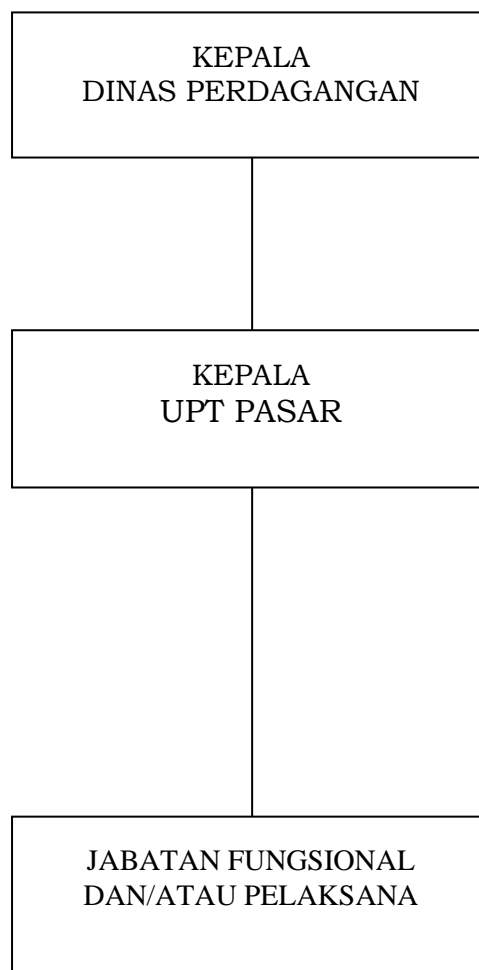 KEPALA
DINAS PERDAGANGAN
KEPALA
UPT PASAR
JABATAN FUNGSIONAL
DAN/ATAU PELAKSANA